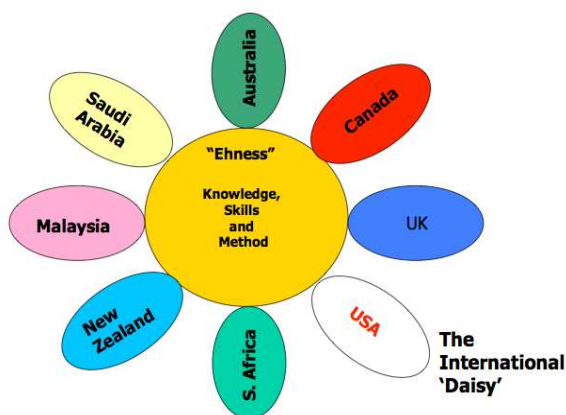 Australia
Canada
UK
USA
S. Africa
New
Zealand
Malaysia
Saudi
Arabia
"Ehness"
Knowledge,
Skills
and
Method
The
International
‘Daisy’